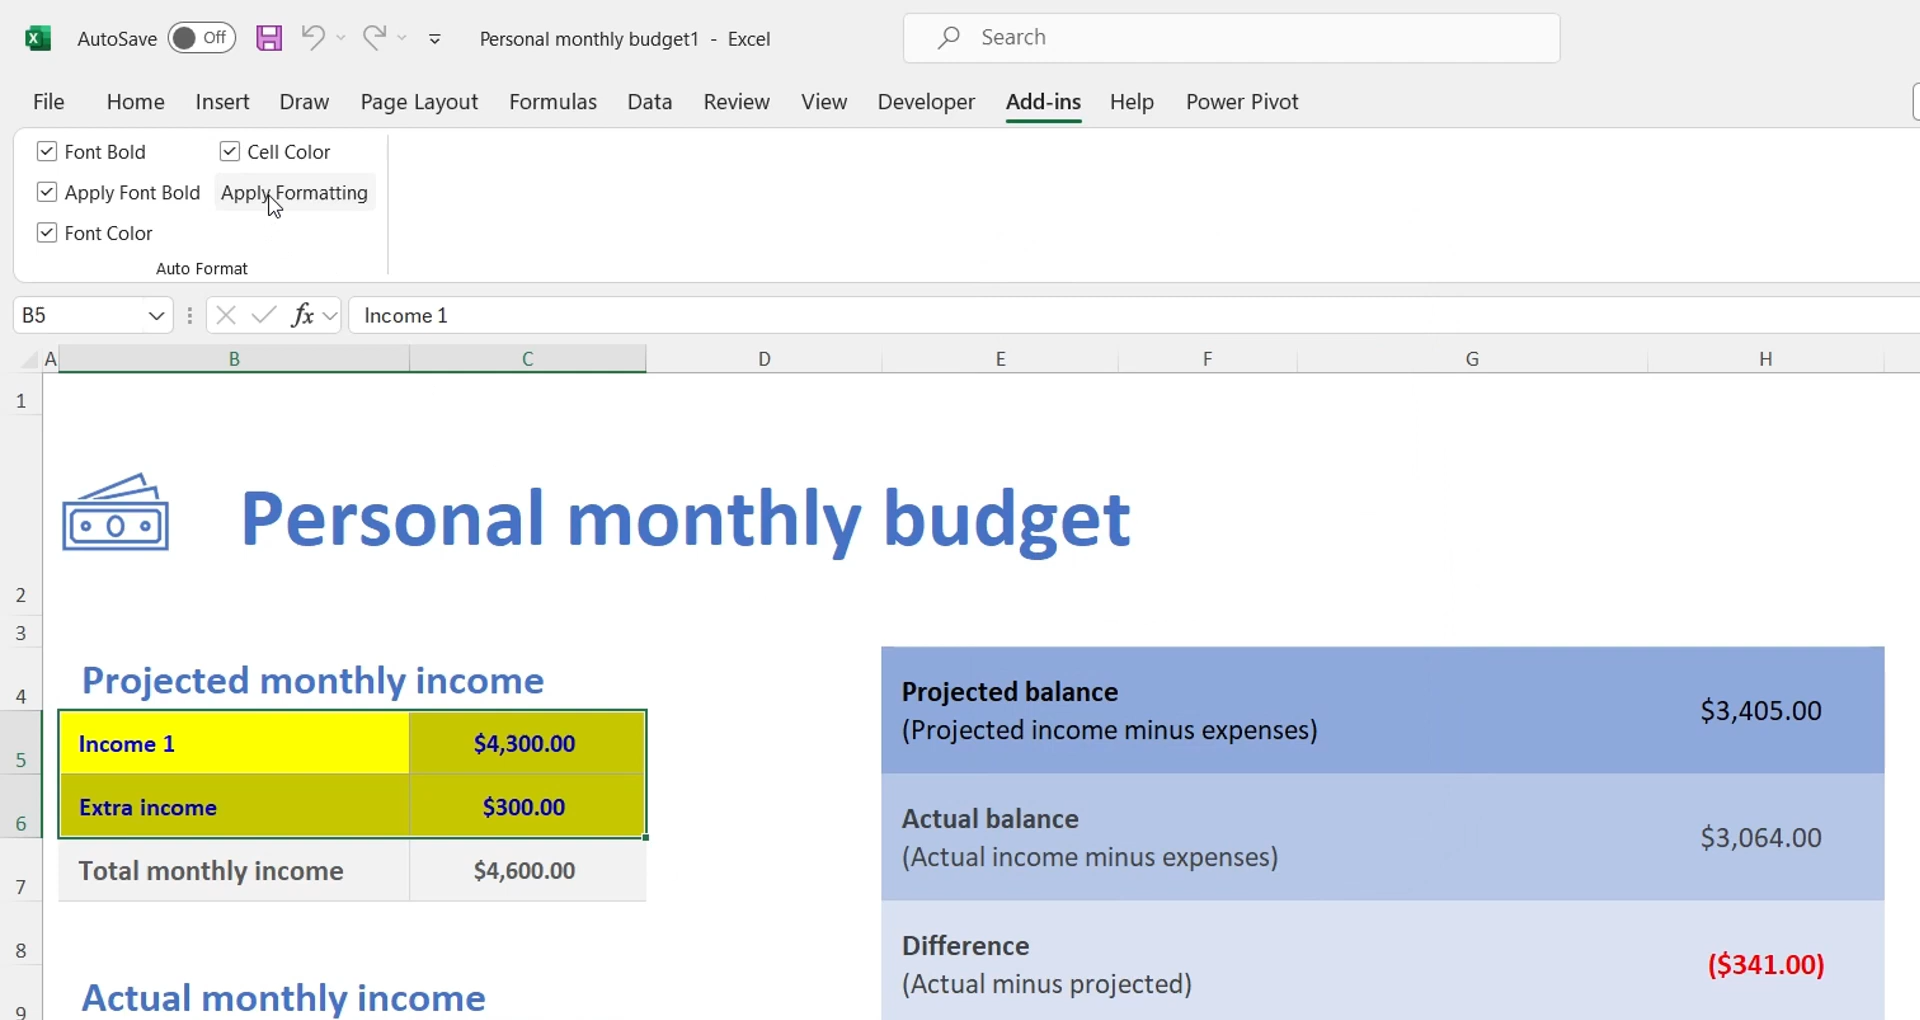 AutoSave Off Personal monthly budget1 - Excel Search
File Home Insert Draw Page Layout Formulas Data Review View Developer Add-ins Help Power Pivot
Font Bold Cell Color
Apply Font Bold Apply Formatting
Font Color
Auto Format
B5 fx Income 1
A B C D E F G H
1
Personal monthly budget
2
3
Projected monthly income
4
Projected balance
(Projected income minus expenses) $3,405.00
Income 1 $4,300.00
5
Extra income $300.00
6
Actual balance
(Actual income minus expenses) $3,064.00
Total monthly income $4,600.00
7
8
Difference
(Actual minus projected) ($341.00)
Actual monthly income
9